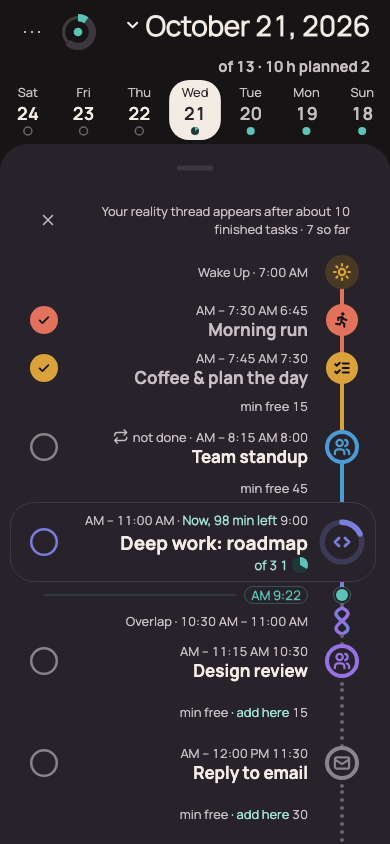 October 21, 2026
of 13 · 10 h planned 2
Sat Fri Thu Wed Tue Mon Sun
24 23 22 21 20 19 18
Your reality thread appears after about 10
finished tasks · 7 so far
Wake Up · 7:00 AM
AM – 7:30 AM 6:45
Morning run
AM – 7:45 AM 7:30
Coffee & plan the day
min free 15
not done · AM – 8:15 AM 8:00
Team standup
min free 45
AM – 11:00 AM · Now, 98 min left 9:00
Deep work: roadmap
of 3 1
AM 9:22
Overlap · 10:30 AM – 11:00 AM
AM – 11:15 AM 10:30
Design review
min free · add here 15
AM – 12:00 PM 11:30
Reply to email
min free · add here 30